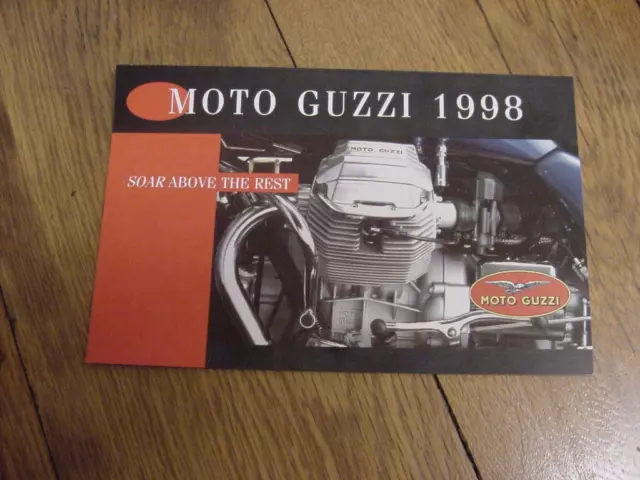 MOTO GUZZI 1998
MOTO GUZZI
SOAR ABOVE THE REST
MOTO GUZZI